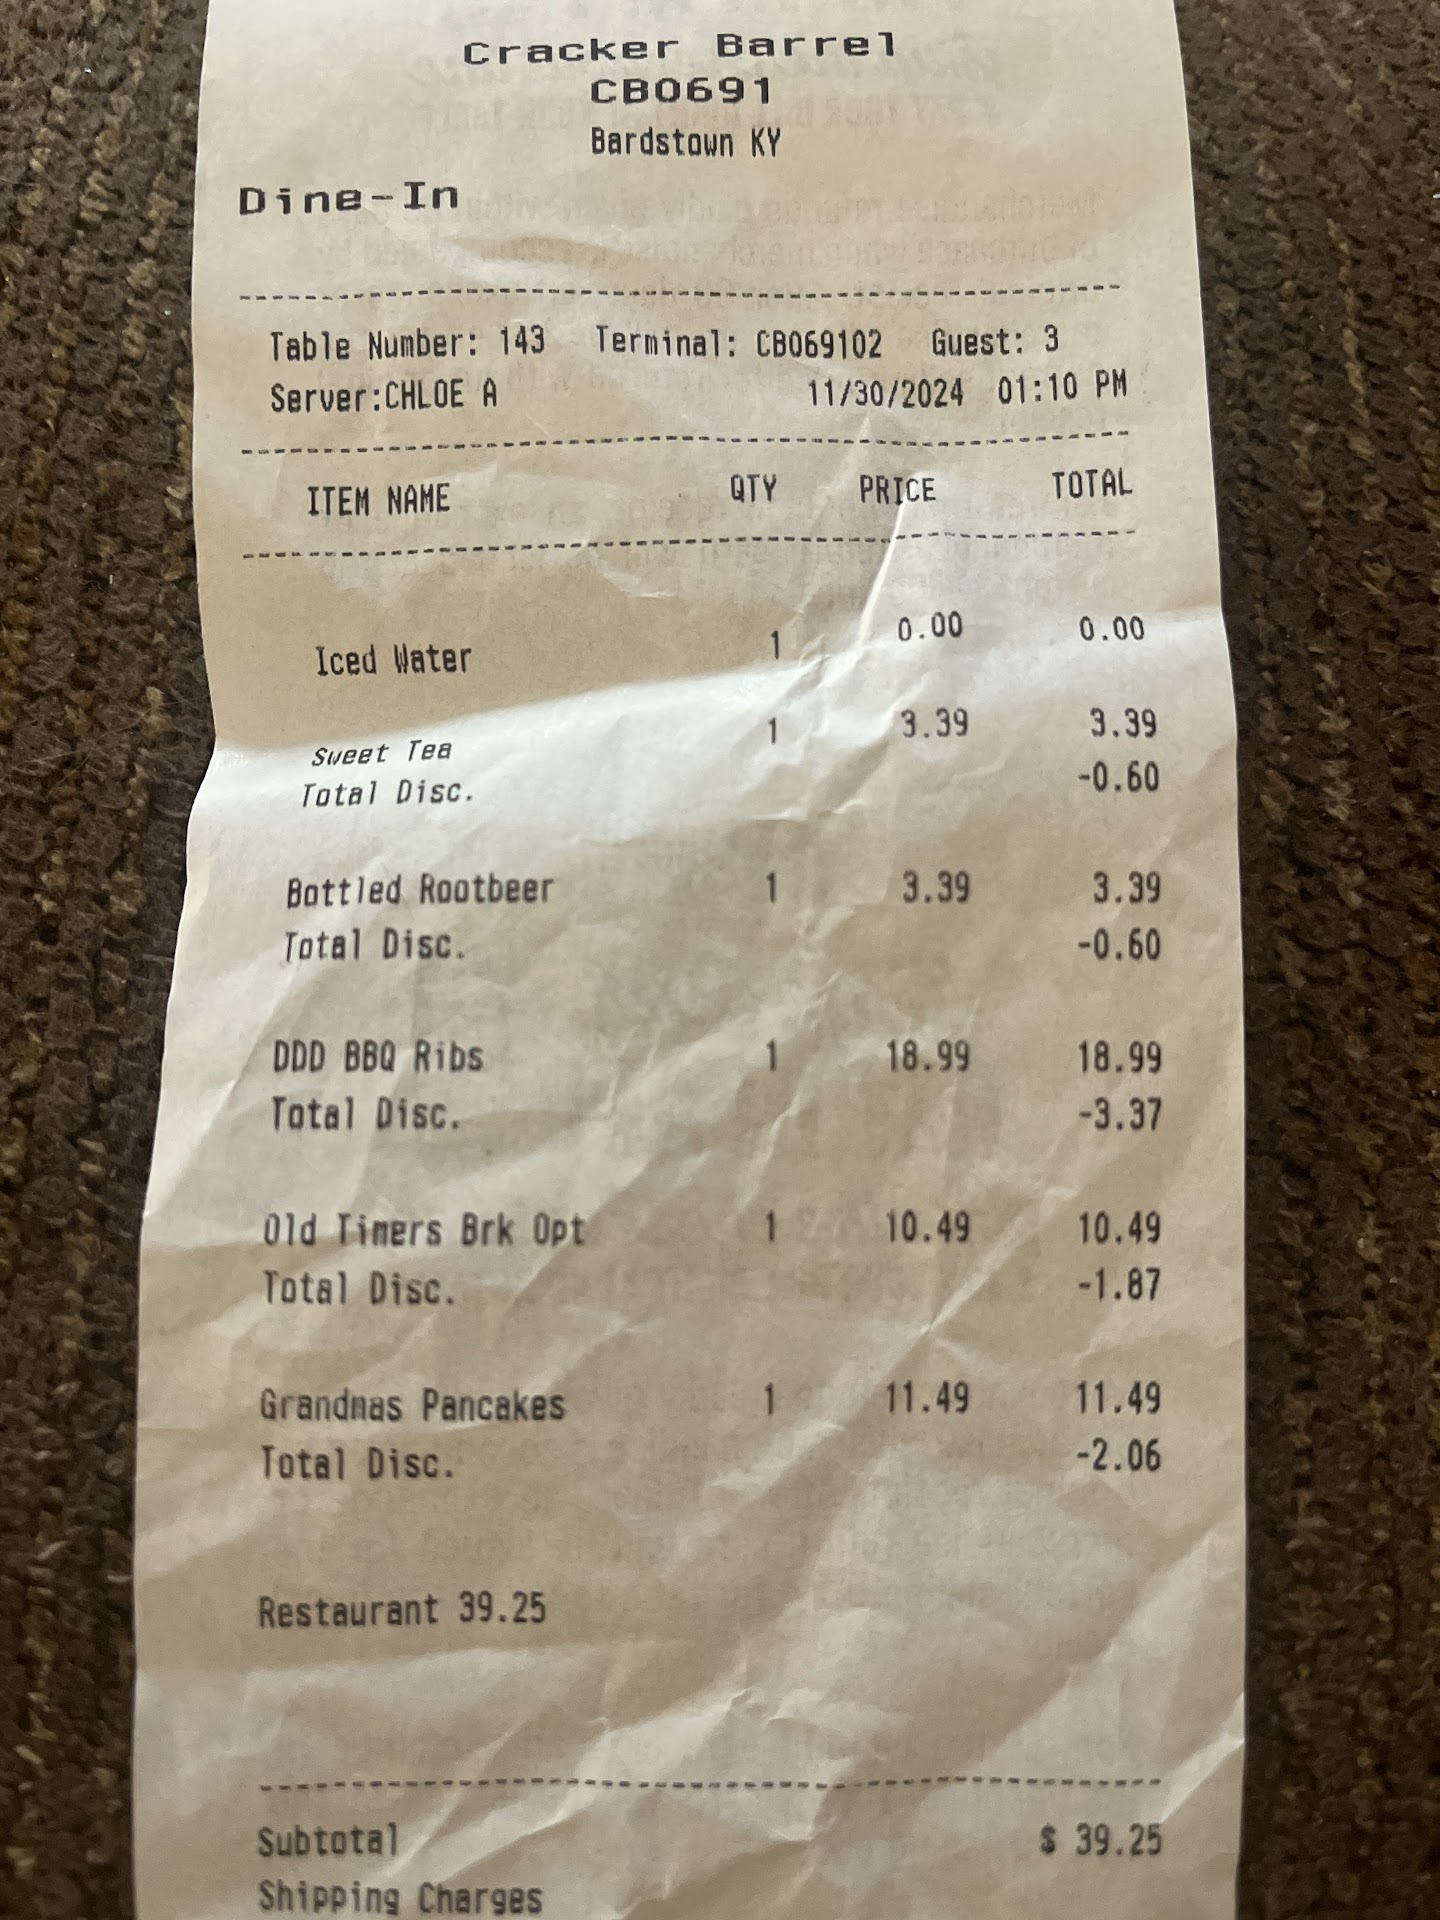 Cracker Barrel
CB0691
Bardstown KY
Dine-In
Table Number: 143 Terminal: CB069102 Guest: 3
Server:CHLOE A 11/30/2024 01:10 PM
ITEM NAME QTY PRICE TOTAL
Iced Water 1 0.00 0.00
Sweet Tea 1 3.39 3.39
Total Disc. -0.60
Bottled Rootbeer 1 3.39 3.39
Total Disc. -0.60
DDD BBQ Ribs 1 18.99 18.99
Total Disc. -3.37
Old Timers Brk Opt 1 10.49 10.49
Total Disc. -1.87
Grandmas Pancakes 1 11.49 11.49
Total Disc. -2.06
Restaurant 39.25
Subtotal $ 39.25
Shipping Charges